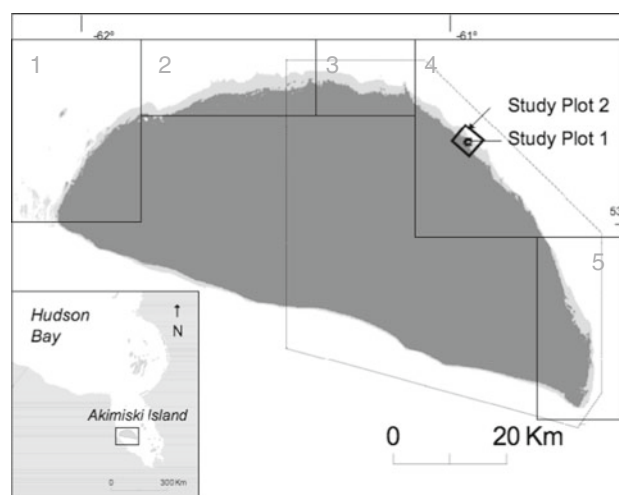 -62° -61°
1 2 3 4
Study Plot 2
Study Plot 1
53
5
Hudson
Bay
↑
N
Akimiski Island
0 300 Km
0 20 Km